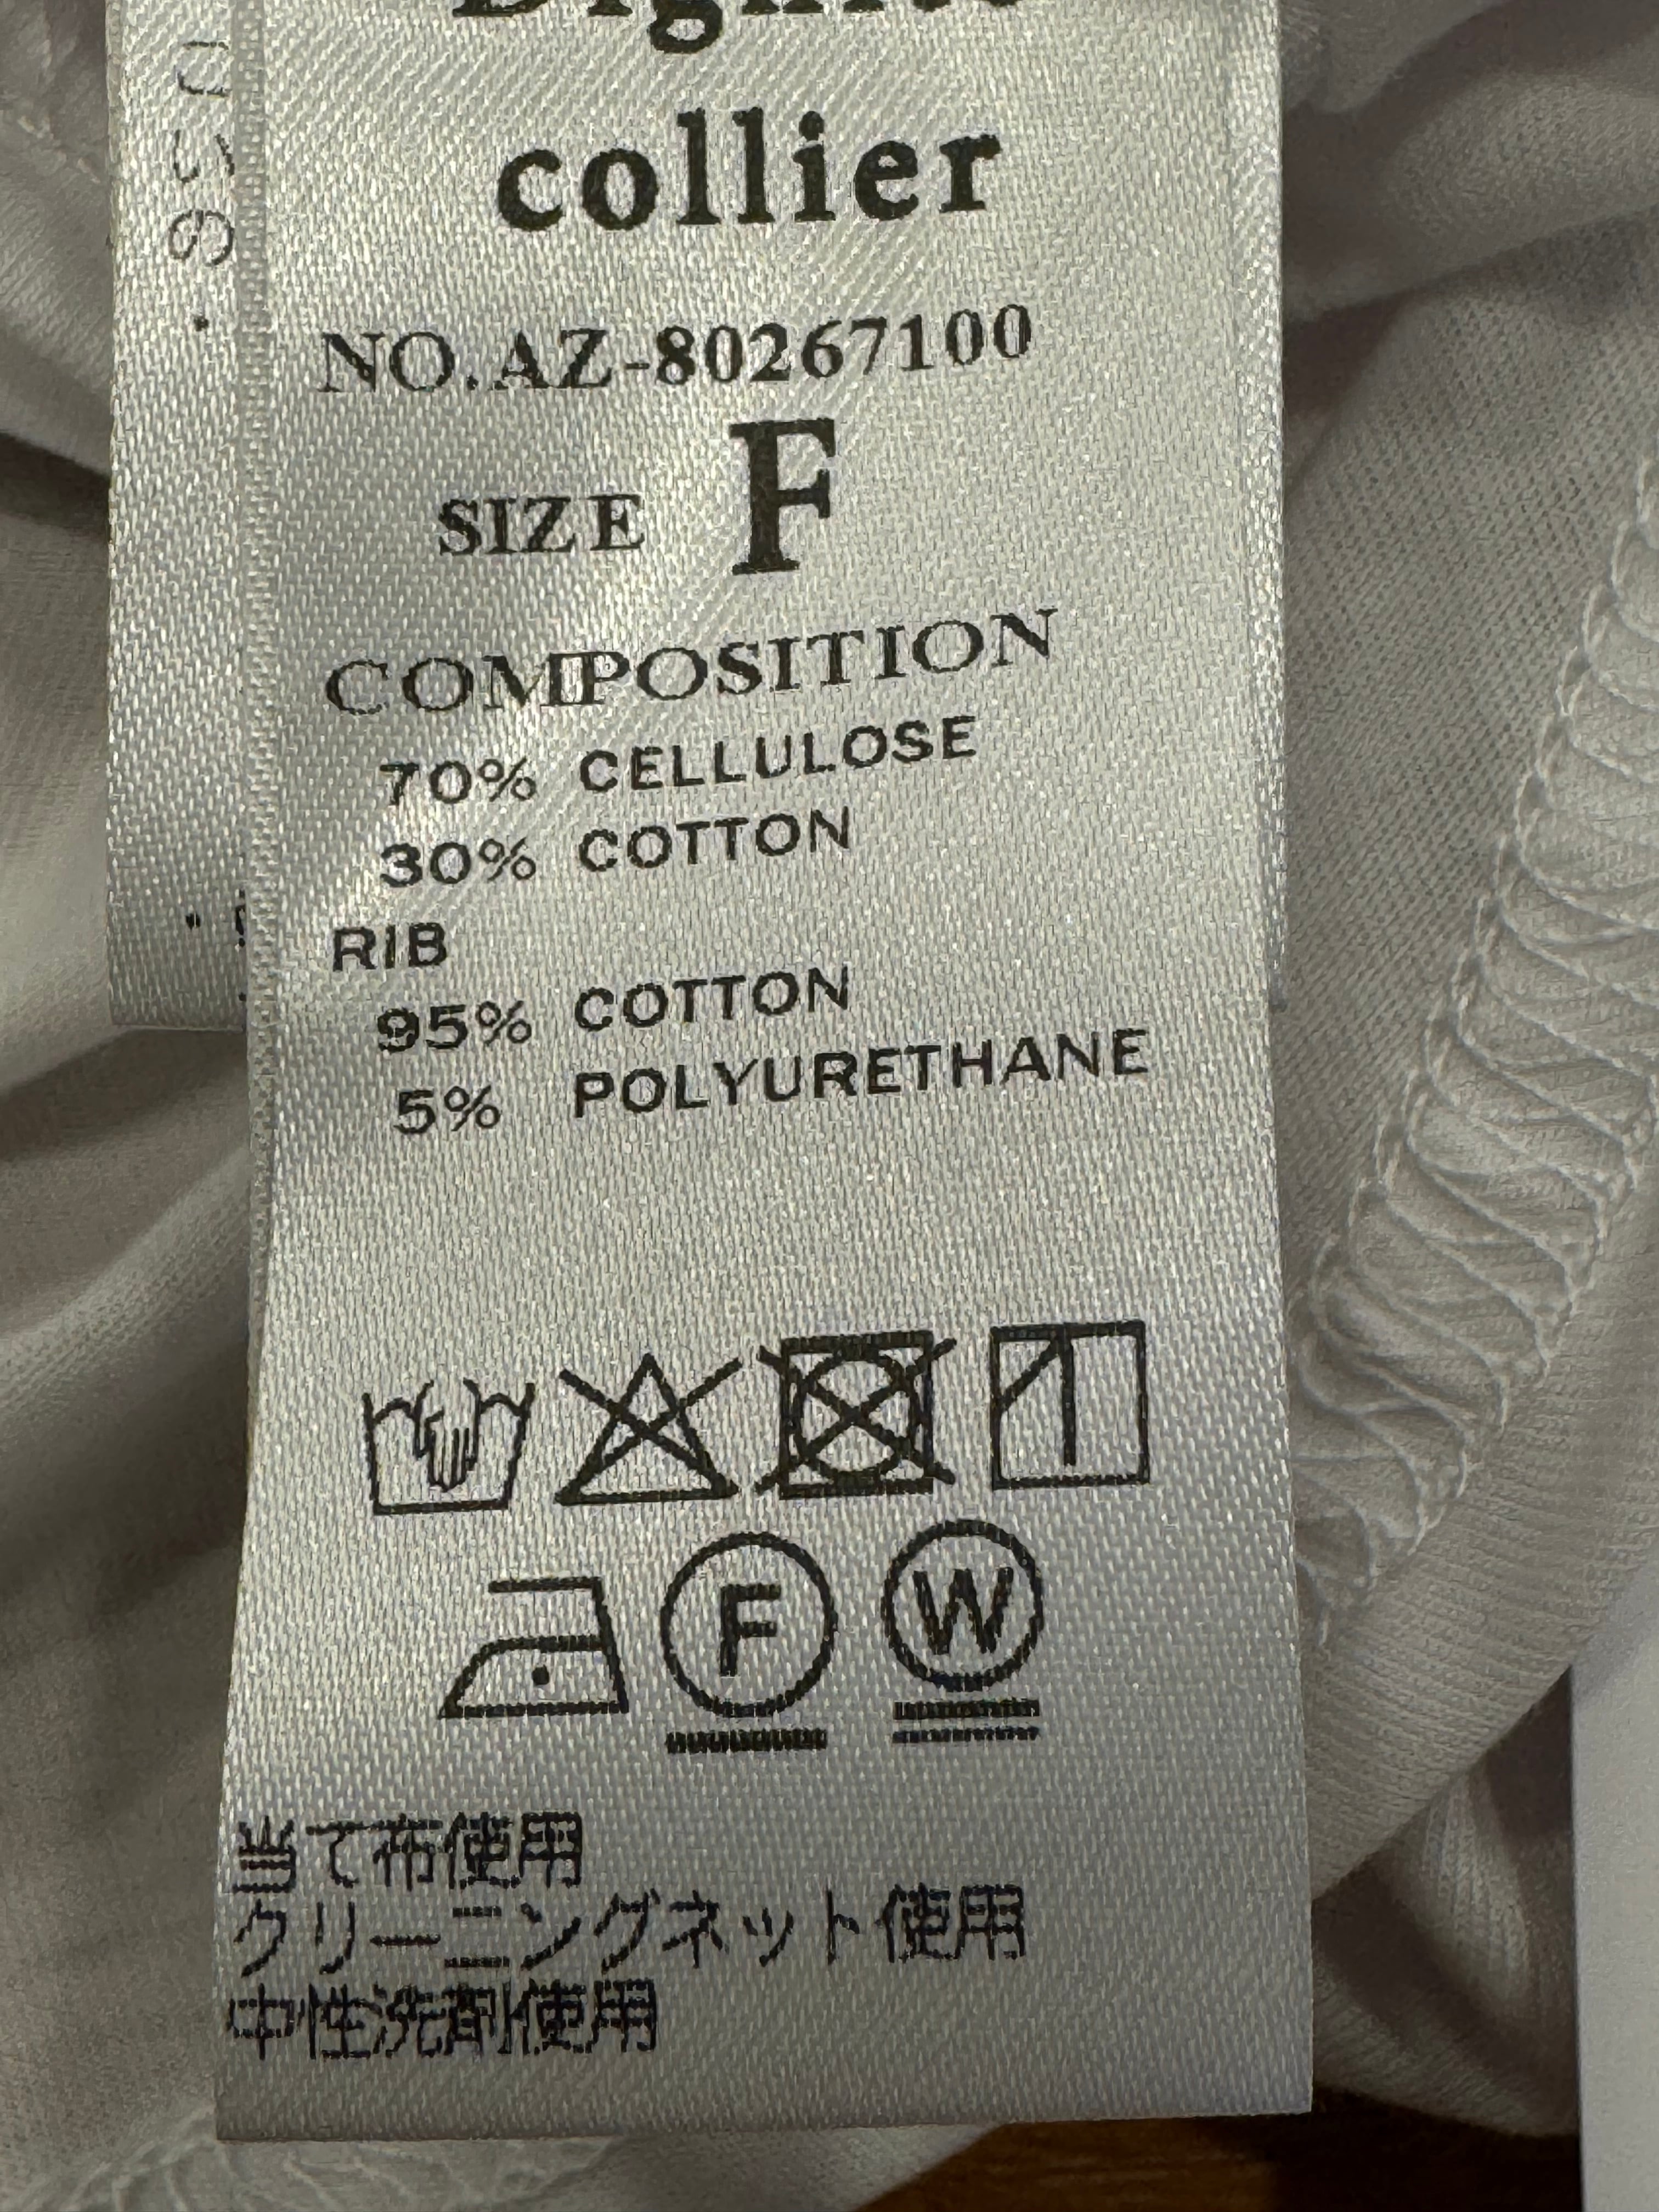 collier
NO.AZ-80267100
SIZE F
COMPOSITION
70% CELLULOSE
30% COTTON
RIB
95% COTTON
5% POLYURETHANE
F
W
当て布使用
クリーニングネット使用
中性洗剤使用